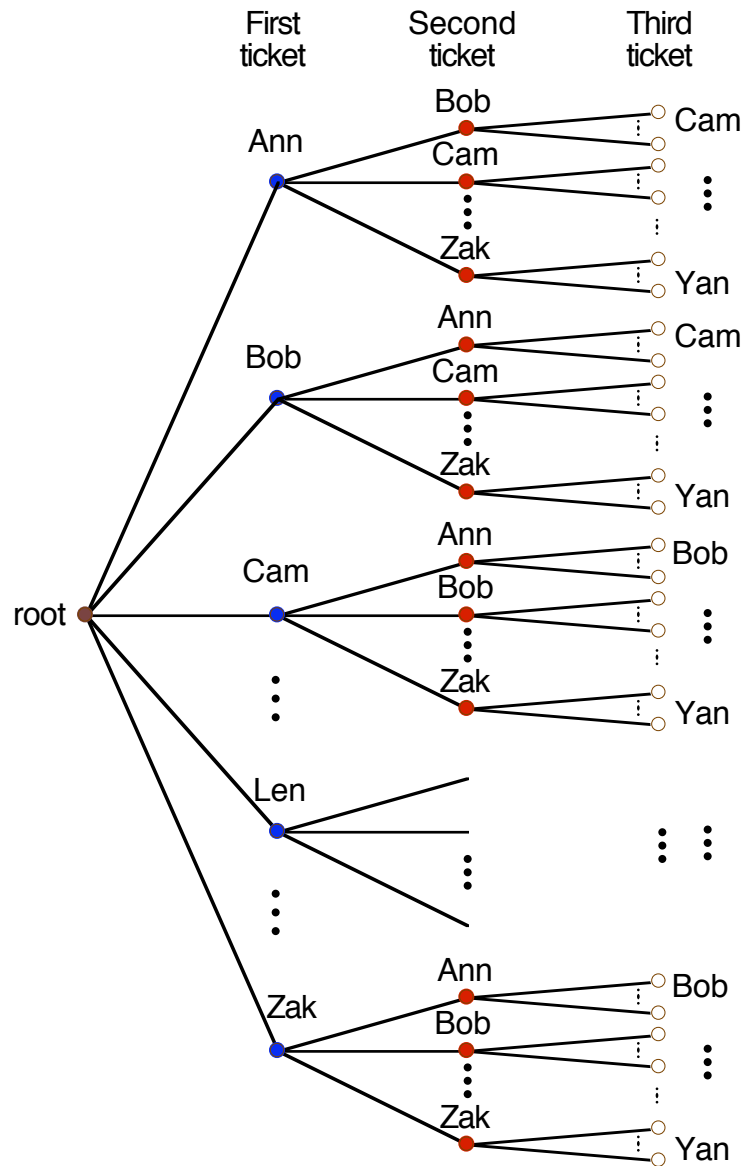 First ticket
Second ticket
Third ticket
Bob
Cam
Ann
Cam
Zak
Yan
Ann
Cam
Bob
Cam
Zak
Yan
Ann
Bob
Cam
Bob
root
Zak
Yan
Len
Ann
Bob
Zak
Bob
Zak
Yan